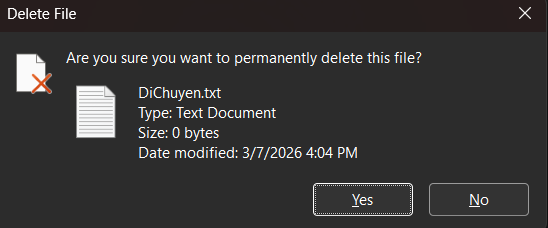 Delete File
Are you sure you want to permanently delete this file?
DiChuyen.txt
Type: Text Document
Size: 0 bytes
Date modified: 3/7/2026 4:04 PM
Yes
No